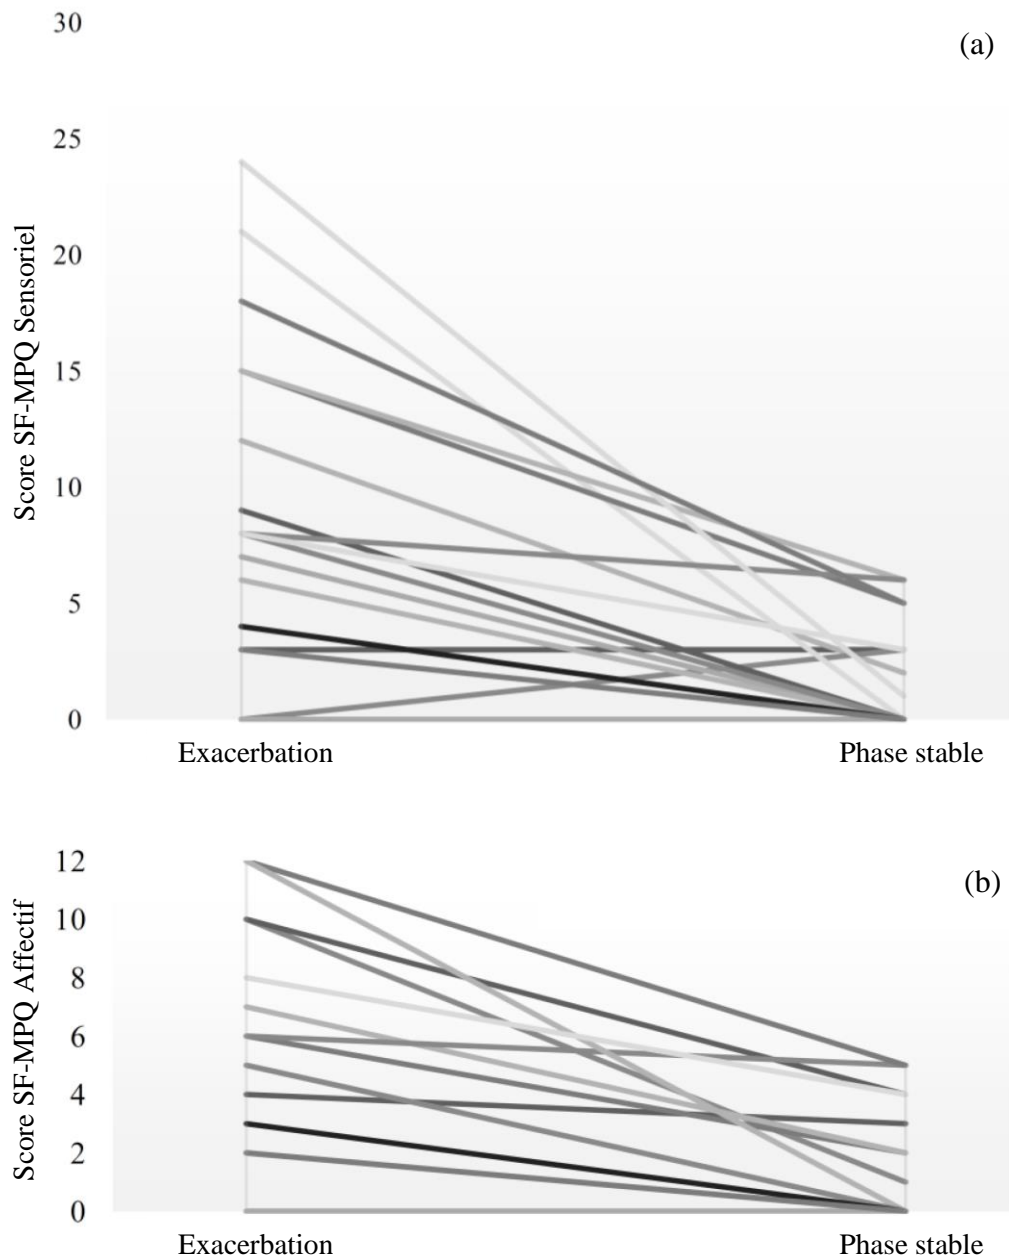 30
(a)
25
20
15
10
5
0
Score SF-MPQ Sensoriel
Exacerbation
Phase stable
12
(b)
10
8
6
4
2
0
Score SF-MPQ Affectif
Exacerbation
Phase stable